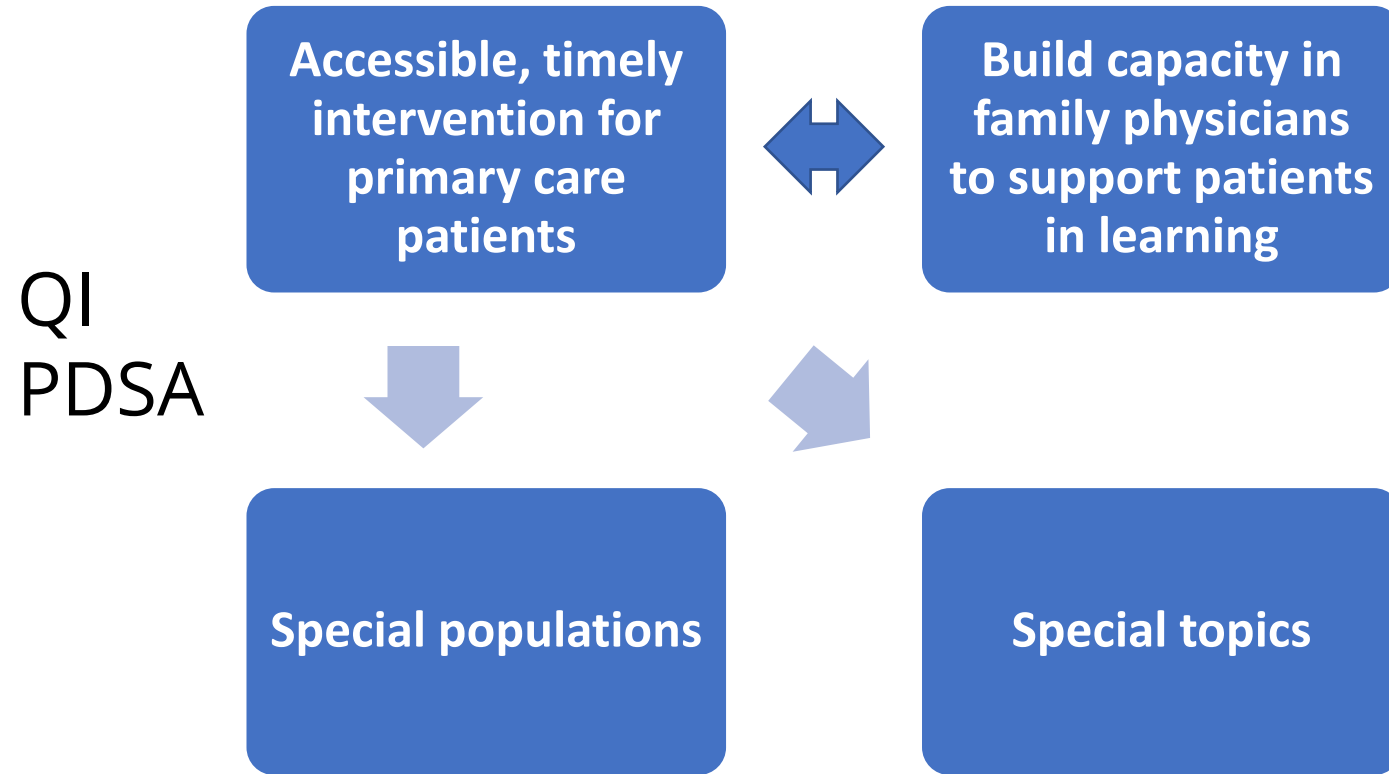 QI
PDSA
Accessible, timely
intervention for
primary care
patients
Build capacity in
family physicians
to support patients
in learning
Special populations
Special topics